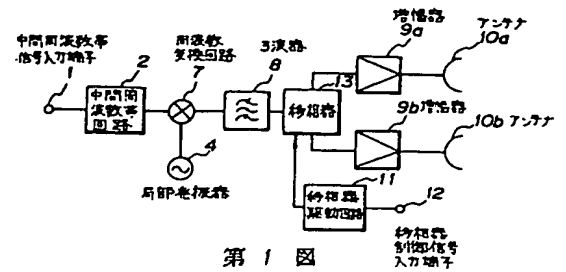 中間周波数帯
信号入力端子
1
2
中間周
波数帯
回路
周波数
変換回路
7
4
局部発振器
3波器
8
13
移相器
増幅器
9a
アンテナ
10a
9b増幅器
10b アンテナ
11
移相器
駆動回路
12
移相器
制御信号
入力端子
第 1 図